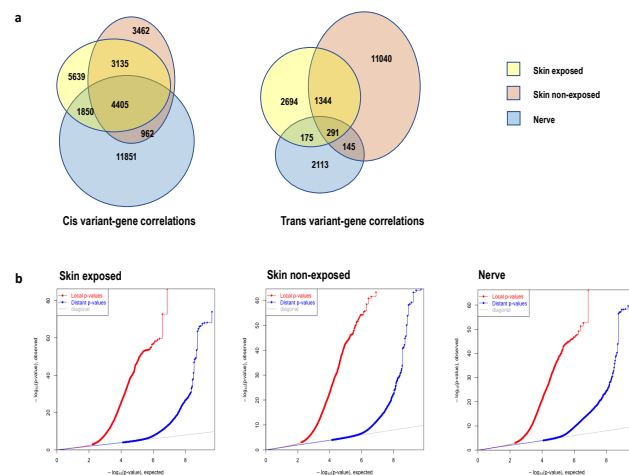 a
3462
5639
3135
1850
4405
962
11851
Cis variant-gene correlations
11040
2694
1344
175
291
145
2113
Trans variant-gene correlations
Skin exposed
Skin non-exposed
Nerve
b
Skin exposed
Local p-values
Distant p-values
diagonal
− log₁₀(p-value), observed
0 20 40 60 80
0 2 4 6 8
− log₁₀(p-value), expected
Skin non-exposed
Local p-values
Distant p-values
diagonal
− log₁₀(p-value), observed
0 10 20 30 40 50 60
0 2 4 6 8
− log₁₀(p-value), expected
Nerve
Local p-values
Distant p-values
diagonal
− log₁₀(p-value), observed
0 10 20 30 40 50 60
0 2 4 6 8
− log₁₀(p-value), expected